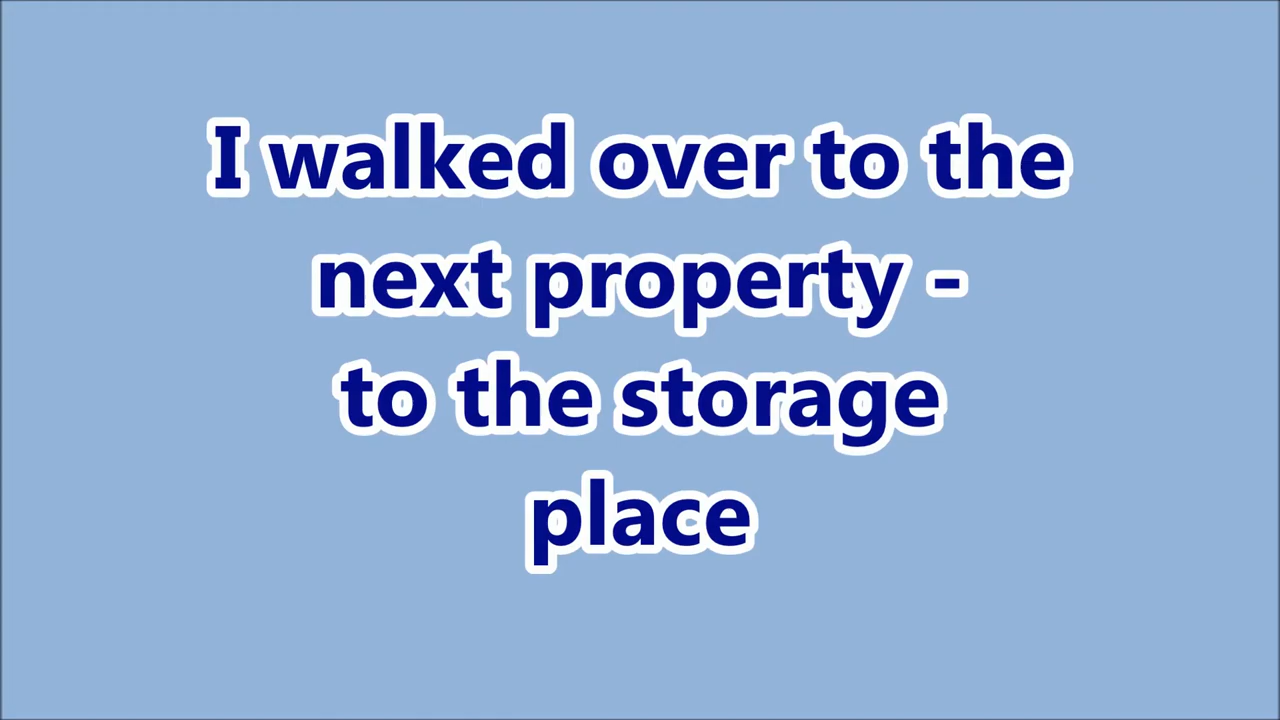 I walked over to the
next property -
to the storage
place